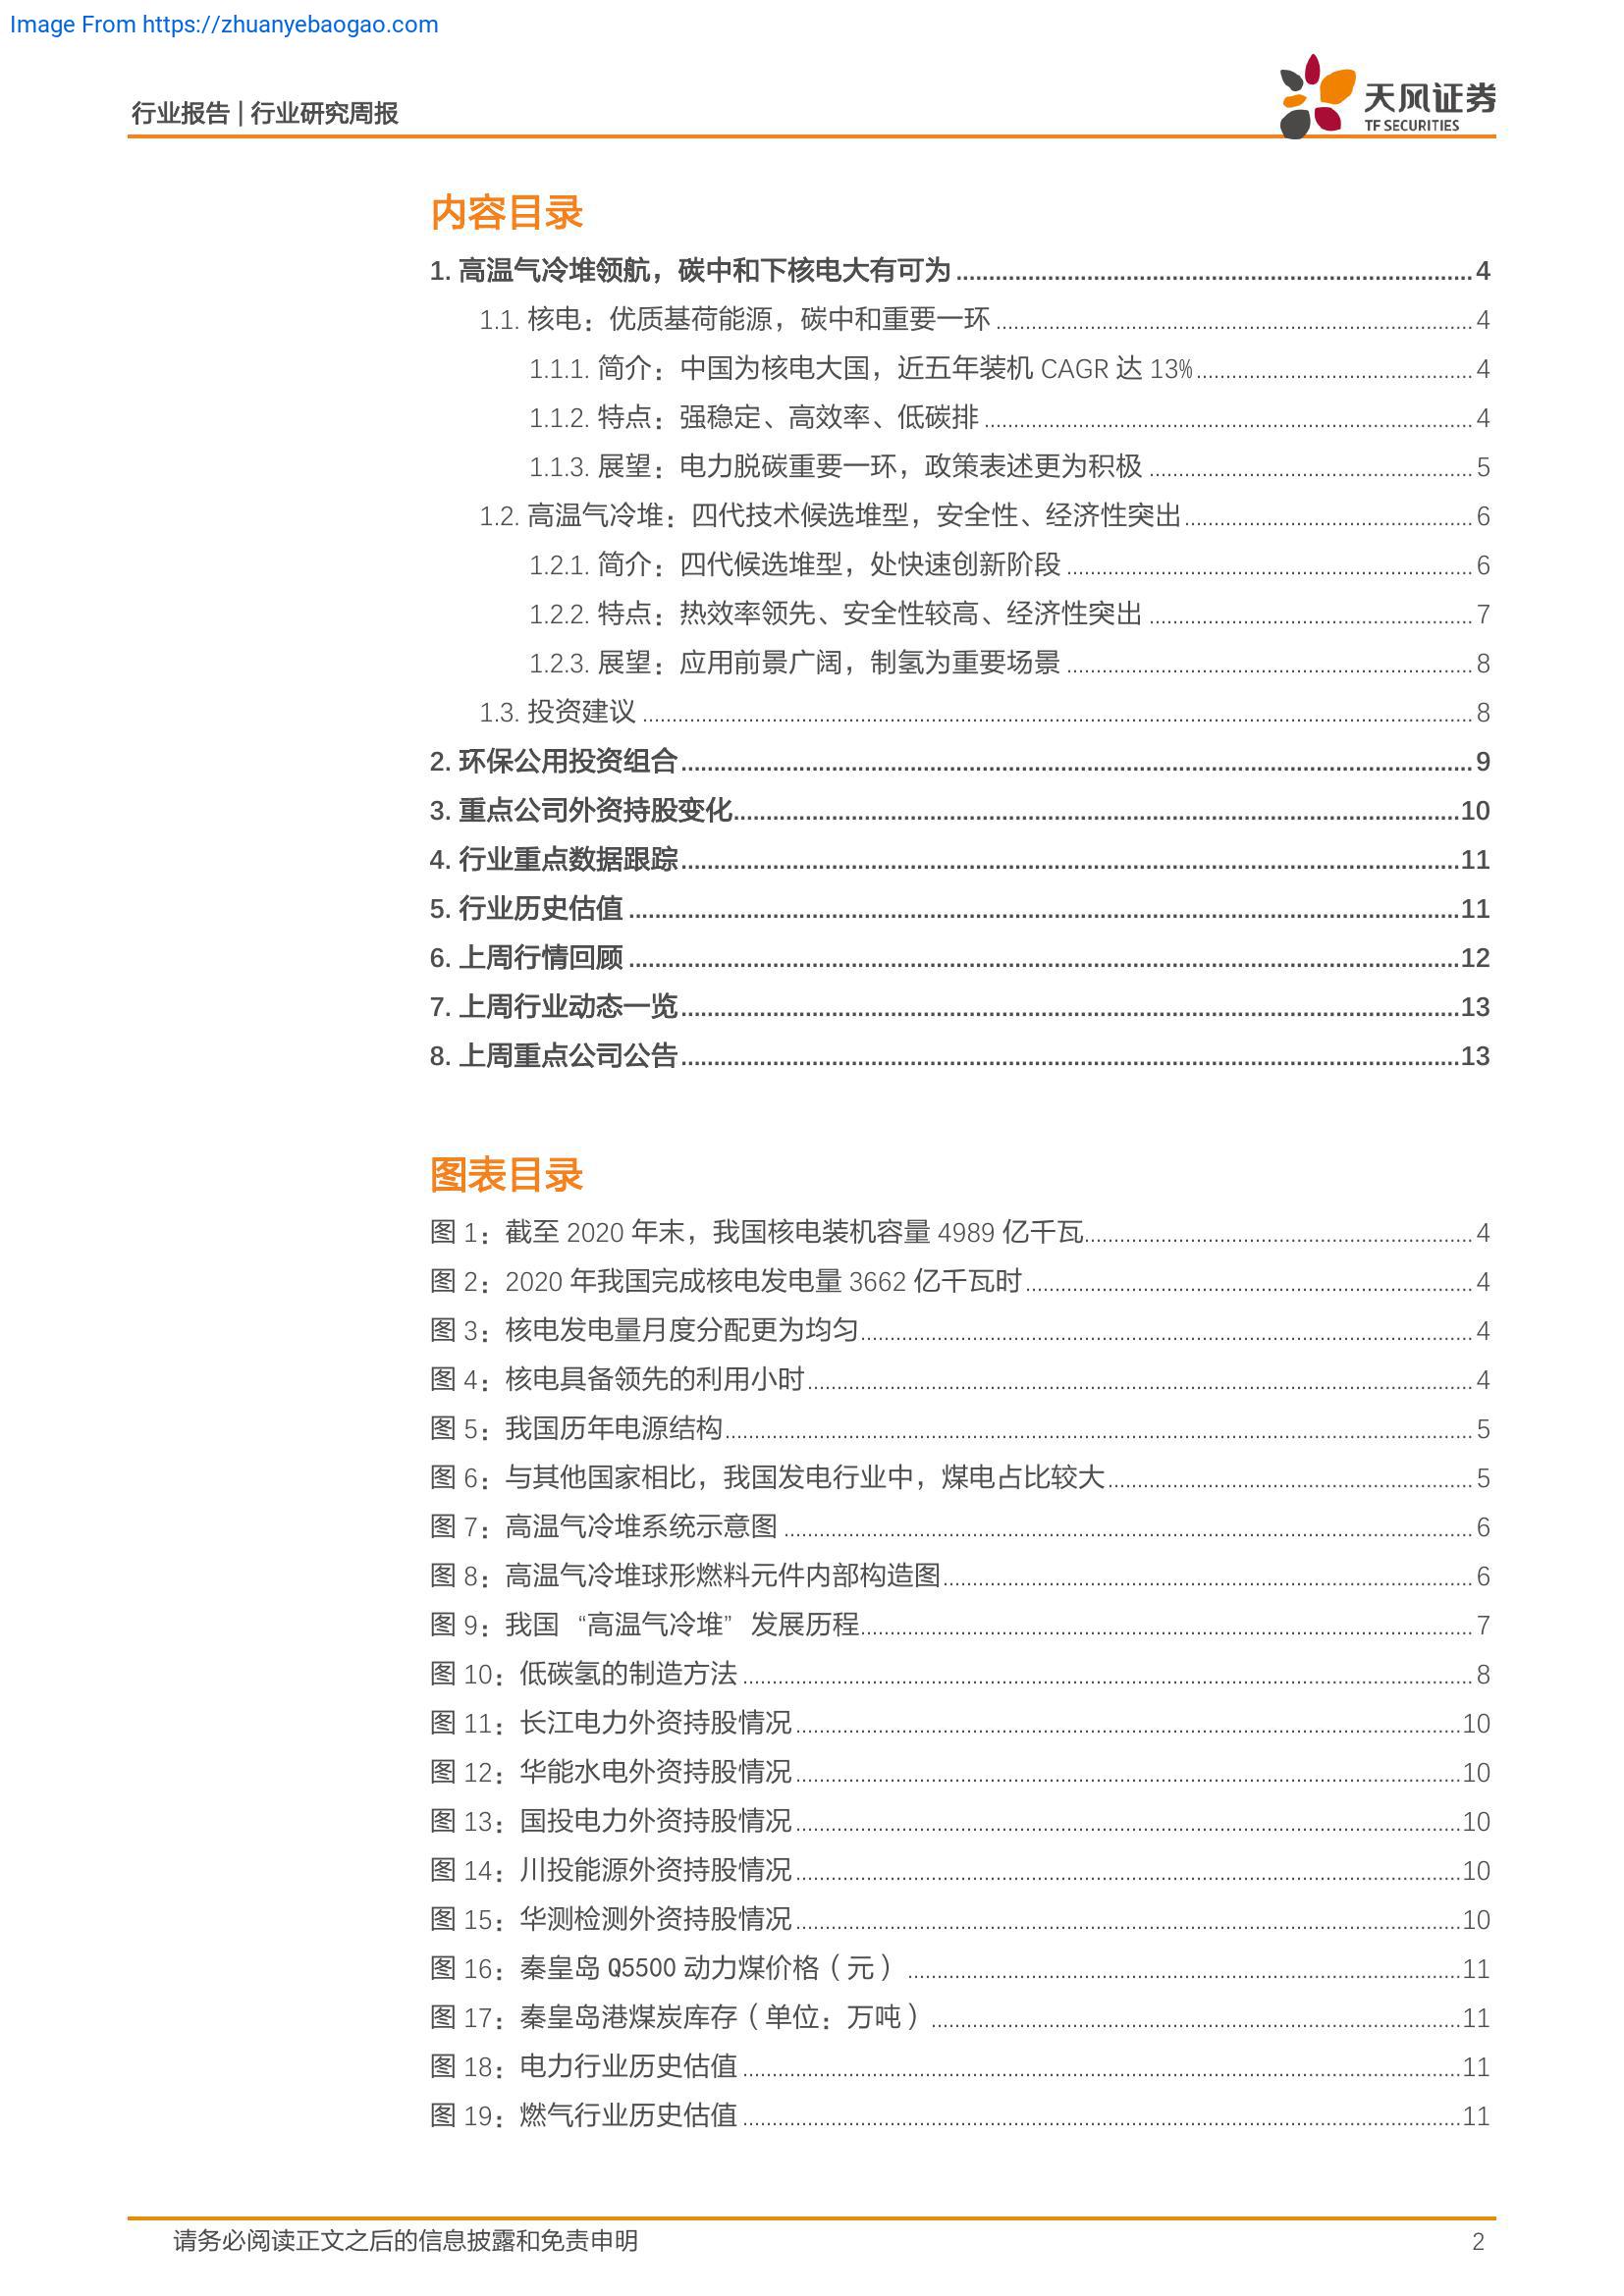 Image From https://zhuanyebaogao.com
行业报告 | 行业研究周报
天风证券
TF SECURITIES
内容目录
1. 高温气冷堆领航，碳中和下核电大有可为 4
1.1. 核电：优质基荷能源，碳中和重要一环 4
1.1.1. 简介：中国为核电大国，近五年装机 CAGR 达 13% 4
1.1.2. 特点：强稳定、高效率、低碳排 4
1.1.3. 展望：电力脱碳重要一环，政策表述更为积极 5
1.2. 高温气冷堆：四代技术候选堆型，安全性、经济性突出 6
1.2.1. 简介：四代候选堆型，处快速创新阶段 6
1.2.2. 特点：热效率领先、安全性较高、经济性突出 7
1.2.3. 展望：应用前景广阔，制氢为重要场景 8
1.3. 投资建议 8
2. 环保公用投资组合 9
3. 重点公司外资持股变化 10
4. 行业重点数据跟踪 11
5. 行业历史估值 11
6. 上周行情回顾 12
7. 上周行业动态一览 13
8. 上周重点公司公告 13
图表目录
图 1：截至 2020 年末，我国核电装机容量 4989 亿千瓦 4
图 2：2020 年我国完成核电发电量 3662 亿千瓦时 4
图 3：核电发电量月度分配更为均匀 4
图 4：核电具备领先的利用小时 4
图 5：我国历年电源结构 5
图 6：与其他国家相比，我国发电行业中，煤电占比较大 5
图 7：高温气冷堆系统示意图 6
图 8：高温气冷堆球形燃料元件内部构造图 6
图 9：我国“高温气冷堆”发展历程 7
图 10：低碳氢的制造方法 8
图 11：长江电力外资持股情况 10
图 12：华能水电外资持股情况 10
图 13：国投电力外资持股情况 10
图 14：川投能源外资持股情况 10
图 15：华测检测外资持股情况 10
图 16：秦皇岛 Q5500 动力煤价格（元） 11
图 17：秦皇岛港煤炭库存（单位：万吨） 11
图 18：电力行业历史估值 11
图 19：燃气行业历史估值 11
请务必阅读正文之后的信息披露和免责申明 2